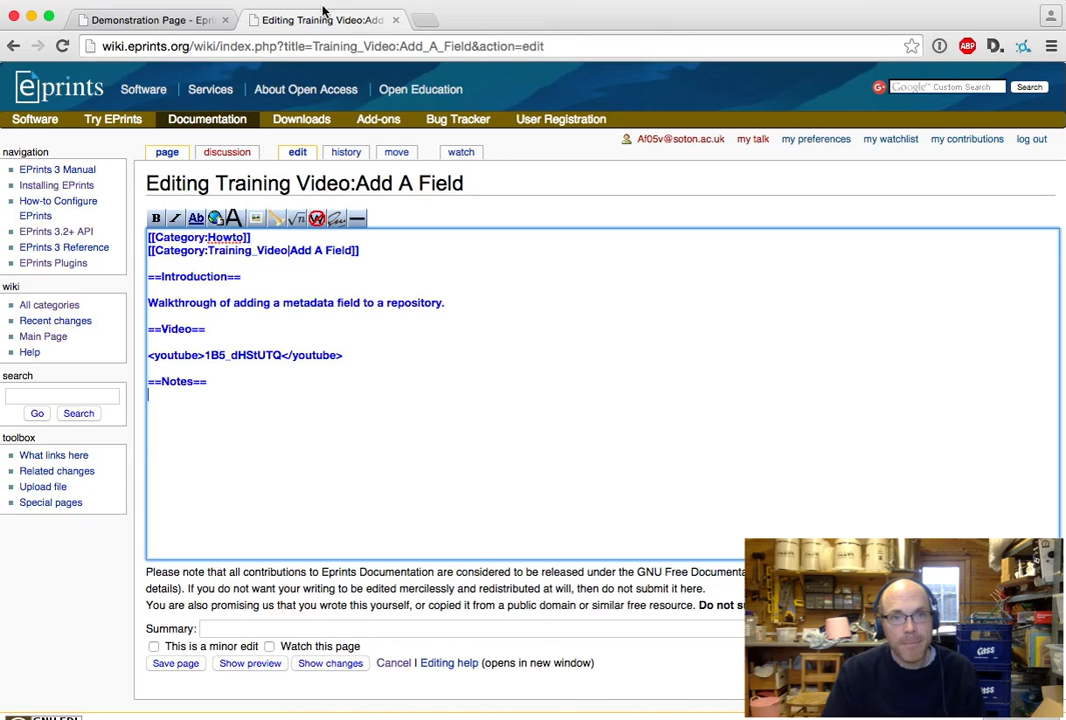 Demonstration Page - Epri
Editing Training Video:Add
wiki.eprints.org/wiki/index.php?title=Training_Video:Add_A_Field&action=edit
ABP
D.
eprints
Software
Services
About Open Access
Open Education
G+
Google Custom Search
Search
Software
Try EPrints
Documentation
Downloads
Add-ons
Bug Tracker
User Registration
Af05v@soton.ac.uk
my talk
my preferences
my watchlist
my contributions
log out
navigation
EPrints 3 Manual
Installing EPrints
How-to Configure
EPrints
EPrints 3.2+ API
EPrints 3 Reference
EPrints Plugins
wiki
All categories
Recent changes
Main Page
Help
search
Go
Search
toolbox
What links here
Related changes
Upload file
Special pages
page
discussion
edit
history
move
watch
Editing Training Video:Add A Field
B
I
Ab
A
√n
W
[[Category:Howto]]
[[Category:Training_Video|Add A Field]]
==Introduction==
Walkthrough of adding a metadata field to a repository.
==Video==
<youtube>1B5_dHStUTQ</youtube>
==Notes==
Please note that all contributions to Eprints Documentation are considered to be released under the GNU Free Documenta
details). If you do not want your writing to be edited mercilessly and redistributed at will, then do not submit it here.
You are also promising us that you wrote this yourself, or copied it from a public domain or similar free resource. Do not su
Summary:
This is a minor edit
Watch this page
Save page
Show preview
Show changes
Cancel | Editing help (opens in new window)